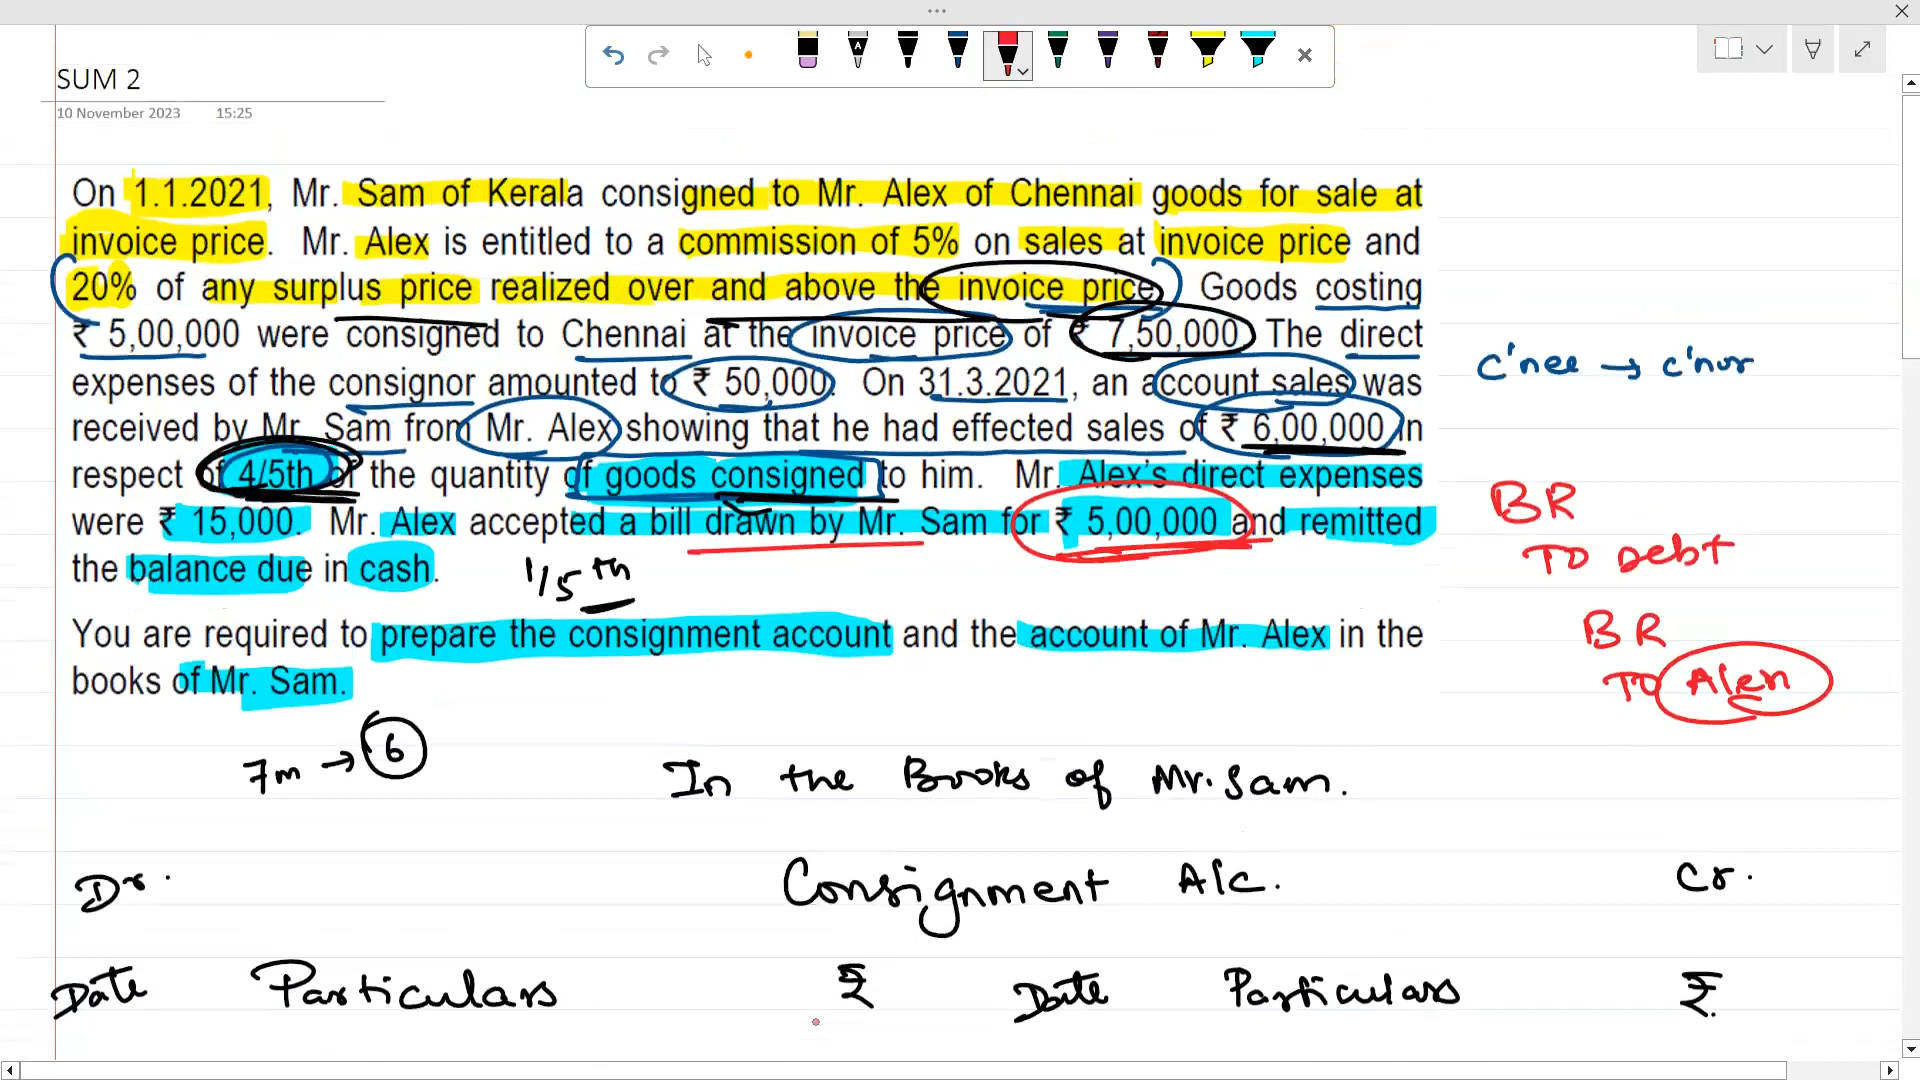 SUM 2
10 November 2023 15:25
On 1.1.2021, Mr. Sam of Kerala consigned to Mr. Alex of Chennai goods for sale at
invoice price. Mr. Alex is entitled to a commission of 5% on sales at invoice price and
20% of any surplus price realized over and above the invoice price. Goods costing
₹ 5,00,000 were consigned to Chennai at the invoice price of ₹ 7,50,000. The direct
expenses of the consignor amounted to ₹ 50,000. On 31.3.2021, an account sales was
received by Mr. Sam from Mr. Alex showing that he had effected sales of ₹ 6,00,000 in
respect of 4/5th of the quantity of goods consigned to him. Mr. Alex's direct expenses
were ₹ 15,000. Mr. Alex accepted a bill drawn by Mr. Sam for ₹ 5,00,000 and remitted
the balance due in cash.
1/5th
You are required to prepare the consignment account and the account of Mr. Alex in the
books of Mr. Sam.
c'nee → c'nor
BR
To Debt
BR
To Alex
7m → 6
In the Books of Mr. Sam.
Dr. Consignment A/c. Cr.
Date Particulars ₹ Date Particulars ₹